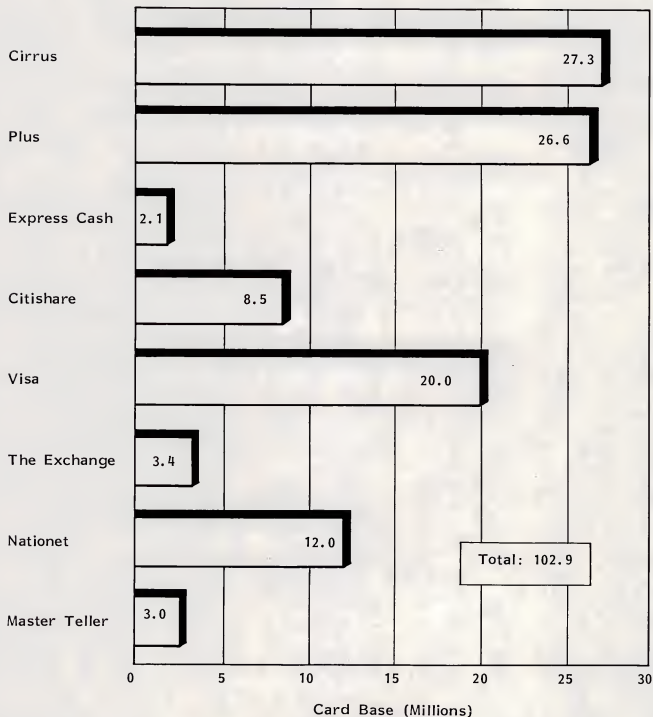 Cirrus 27.3
Plus 26.6
Express Cash 2.1
Citishare 8.5
Visa 20.0
The Exchange 3.4
Nationet 12.0
Total: 102.9
Master Teller 3.0
0 5 10 15 20 25 30
Card Base (Millions)